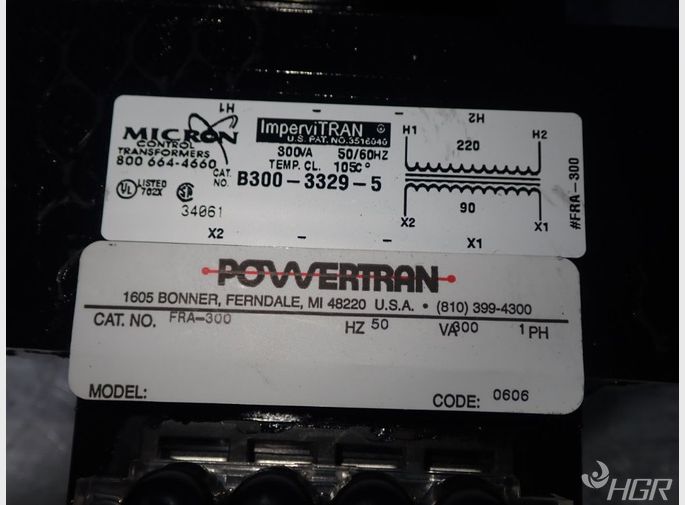 H1 H2
MICRON
CONTROL
TRANSFORMERS
800 664-4660
UL LISTED
702X
34061
ImperviTRAN
U.S. PAT. NO. 3516040
300VA 50/60HZ
TEMP. CL. 105C°
CAT. NO. B300-3329-5
H1 H2
220
90
X2 X1
#FRA-300
X2 X1
POWERTRAN
1605 BONNER, FERNDALE, MI 48220 U.S.A. • (810) 399-4300
CAT. NO. FRA-300 HZ 50 VA 300 1 PH
MODEL: CODE: 0606
HGR